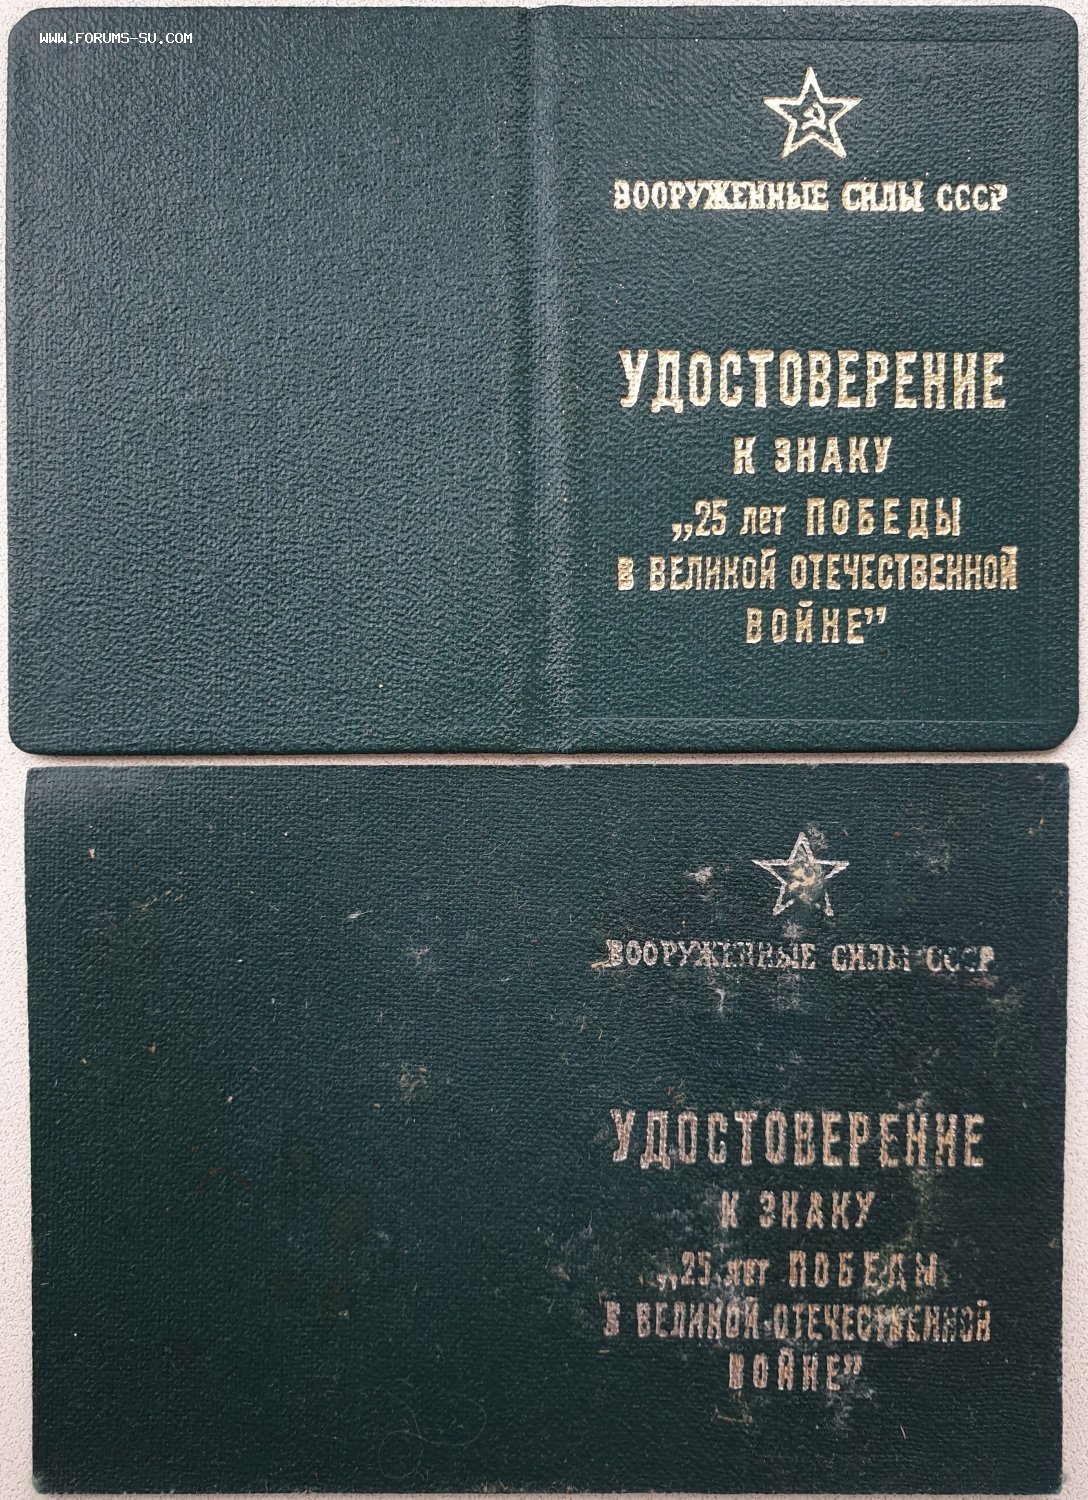 WWW.FORUMS-SU.COM
ВООРУЖЕННЫЕ СИЛЫ СССР
УДОСТОВЕРЕНИЕ
К ЗНАКУ
„25 лет ПОБЕДЫ
В ВЕЛИКОЙ ОТЕЧЕСТВЕННОЙ
ВОЙНЕ”
ВООРУЖЕННЫЕ СИЛЫ СССР
УДОСТОВЕРЕНИЕ
К ЗНАКУ
„25 лет ПОБЕДЫ
В ВЕЛИКОЙ ОТЕЧЕСТВЕННОЙ
ВОЙНЕ”